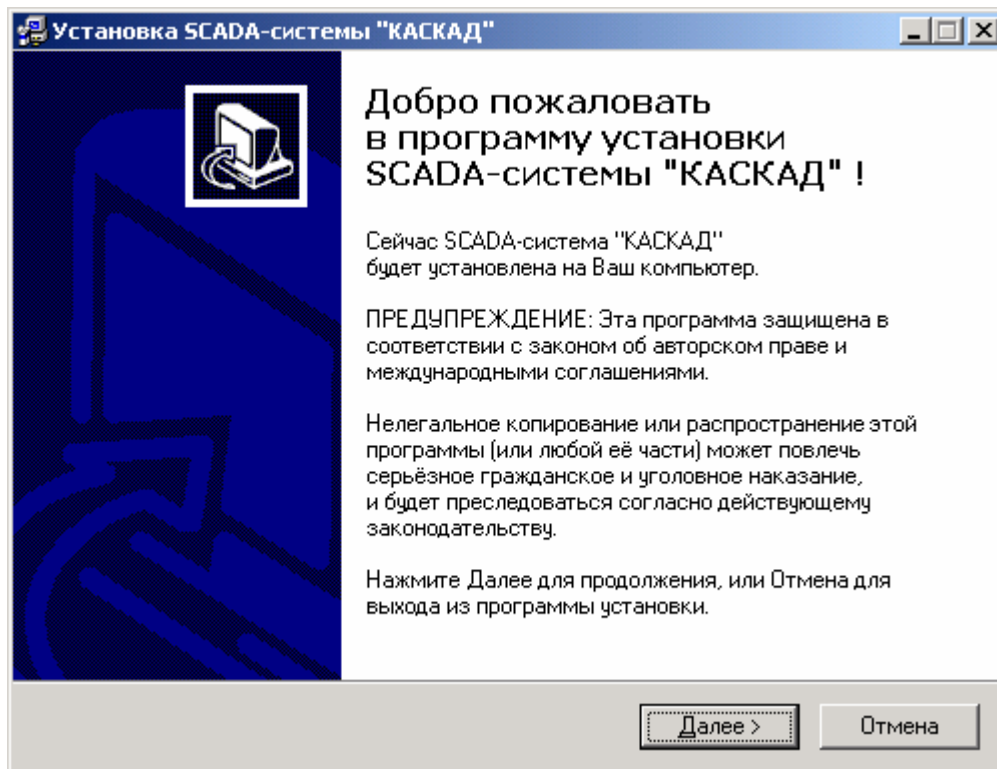 Установка SCADA-системы "КАСКАД"
Добро пожаловать
в программу установки
SCADA-системы "КАСКАД" !
Сейчас SCADA-система "КАСКАД"
будет установлена на Ваш компьютер.
ПРЕДУПРЕЖДЕНИЕ: Эта программа защищена в
соответствии с законом об авторском праве и
международными соглашениями.
Нелегальное копирование или распространение этой
программы (или любой её части) может повлечь
серьёзное гражданское и уголовное наказание,
и будет преследоваться согласно действующему
законодательству.
Нажмите Далее для продолжения, или Отмена для
выхода из программы установки.
Далее >
Отмена